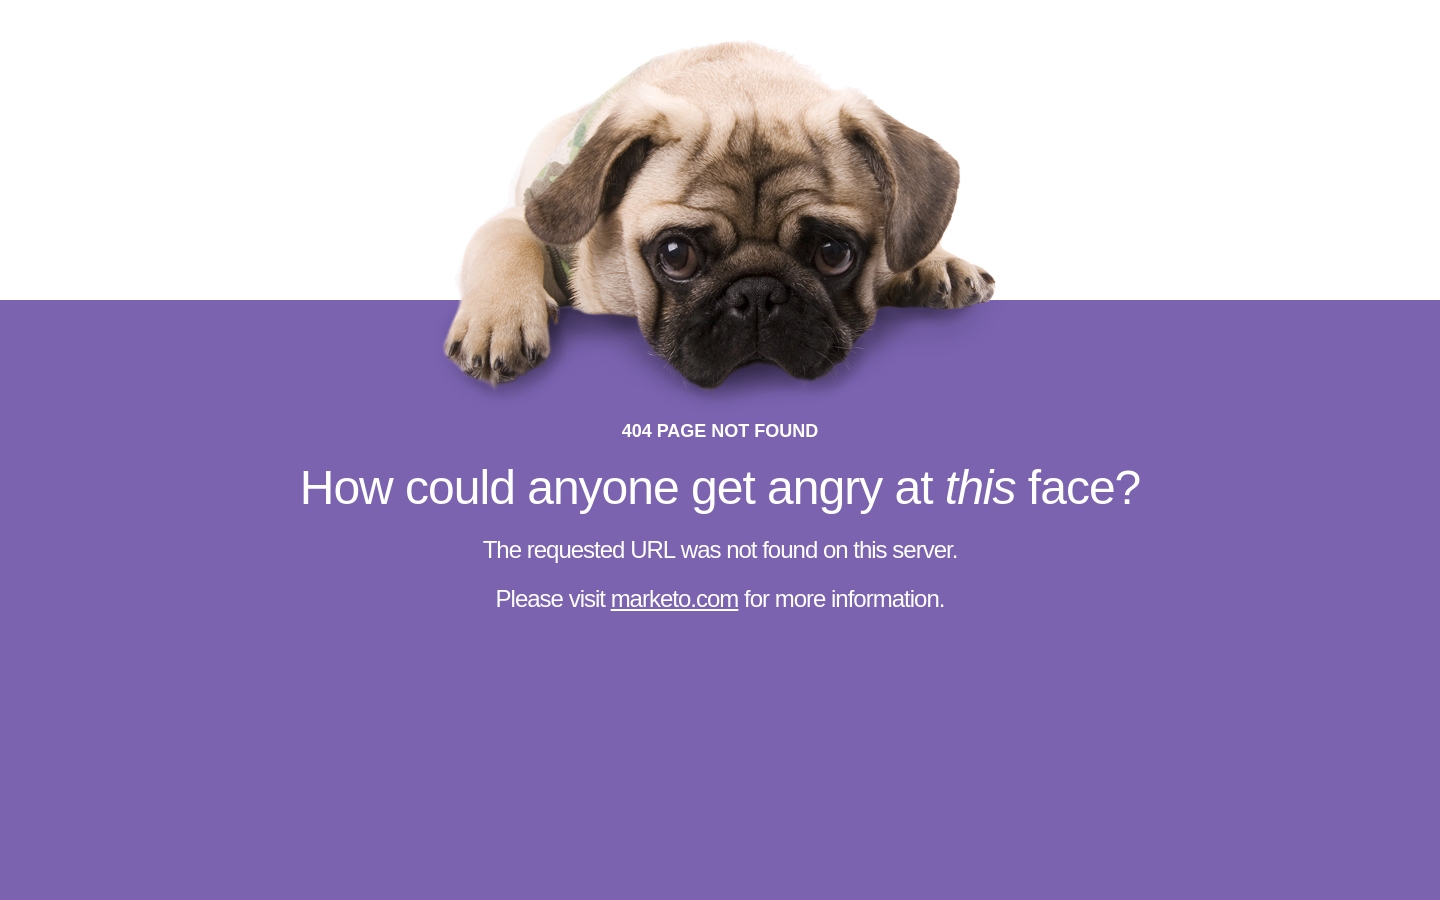 404 PAGE NOT FOUND
How could anyone get angry at this face?
The requested URL was not found on this server.
Please visit marketo.com for more information.